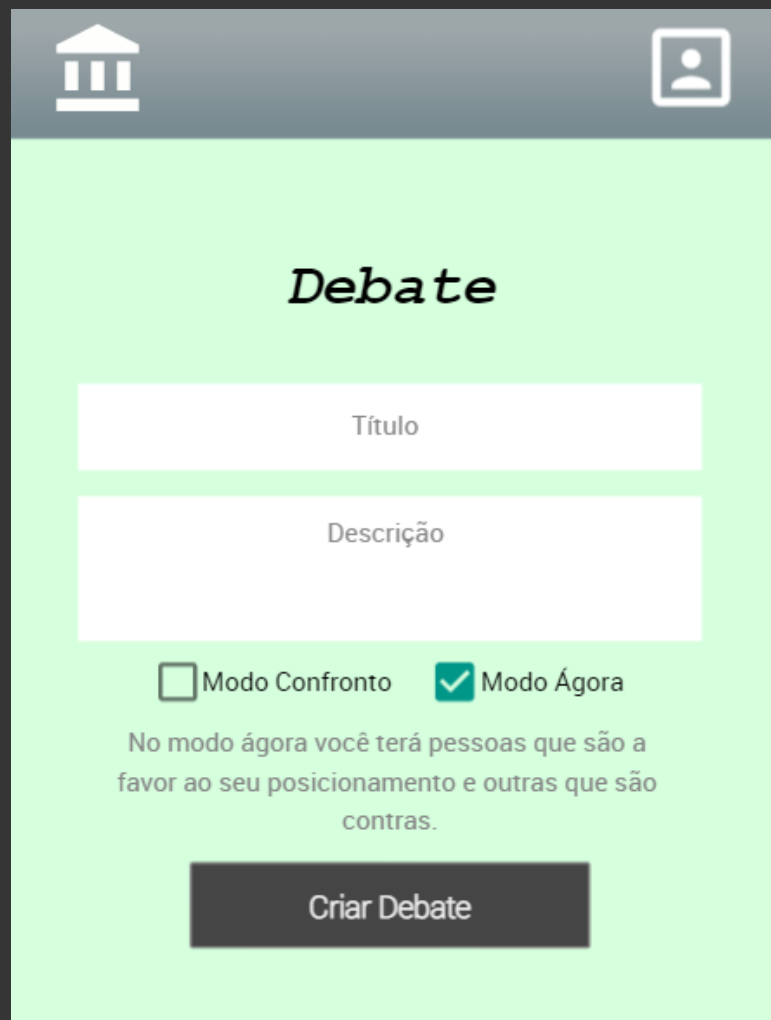 Debate
Título
Descrição
Modo Confronto Modo Ágora
No modo ágora você terá pessoas que são a
favor ao seu posicionamento e outras que são
contras.
Criar Debate